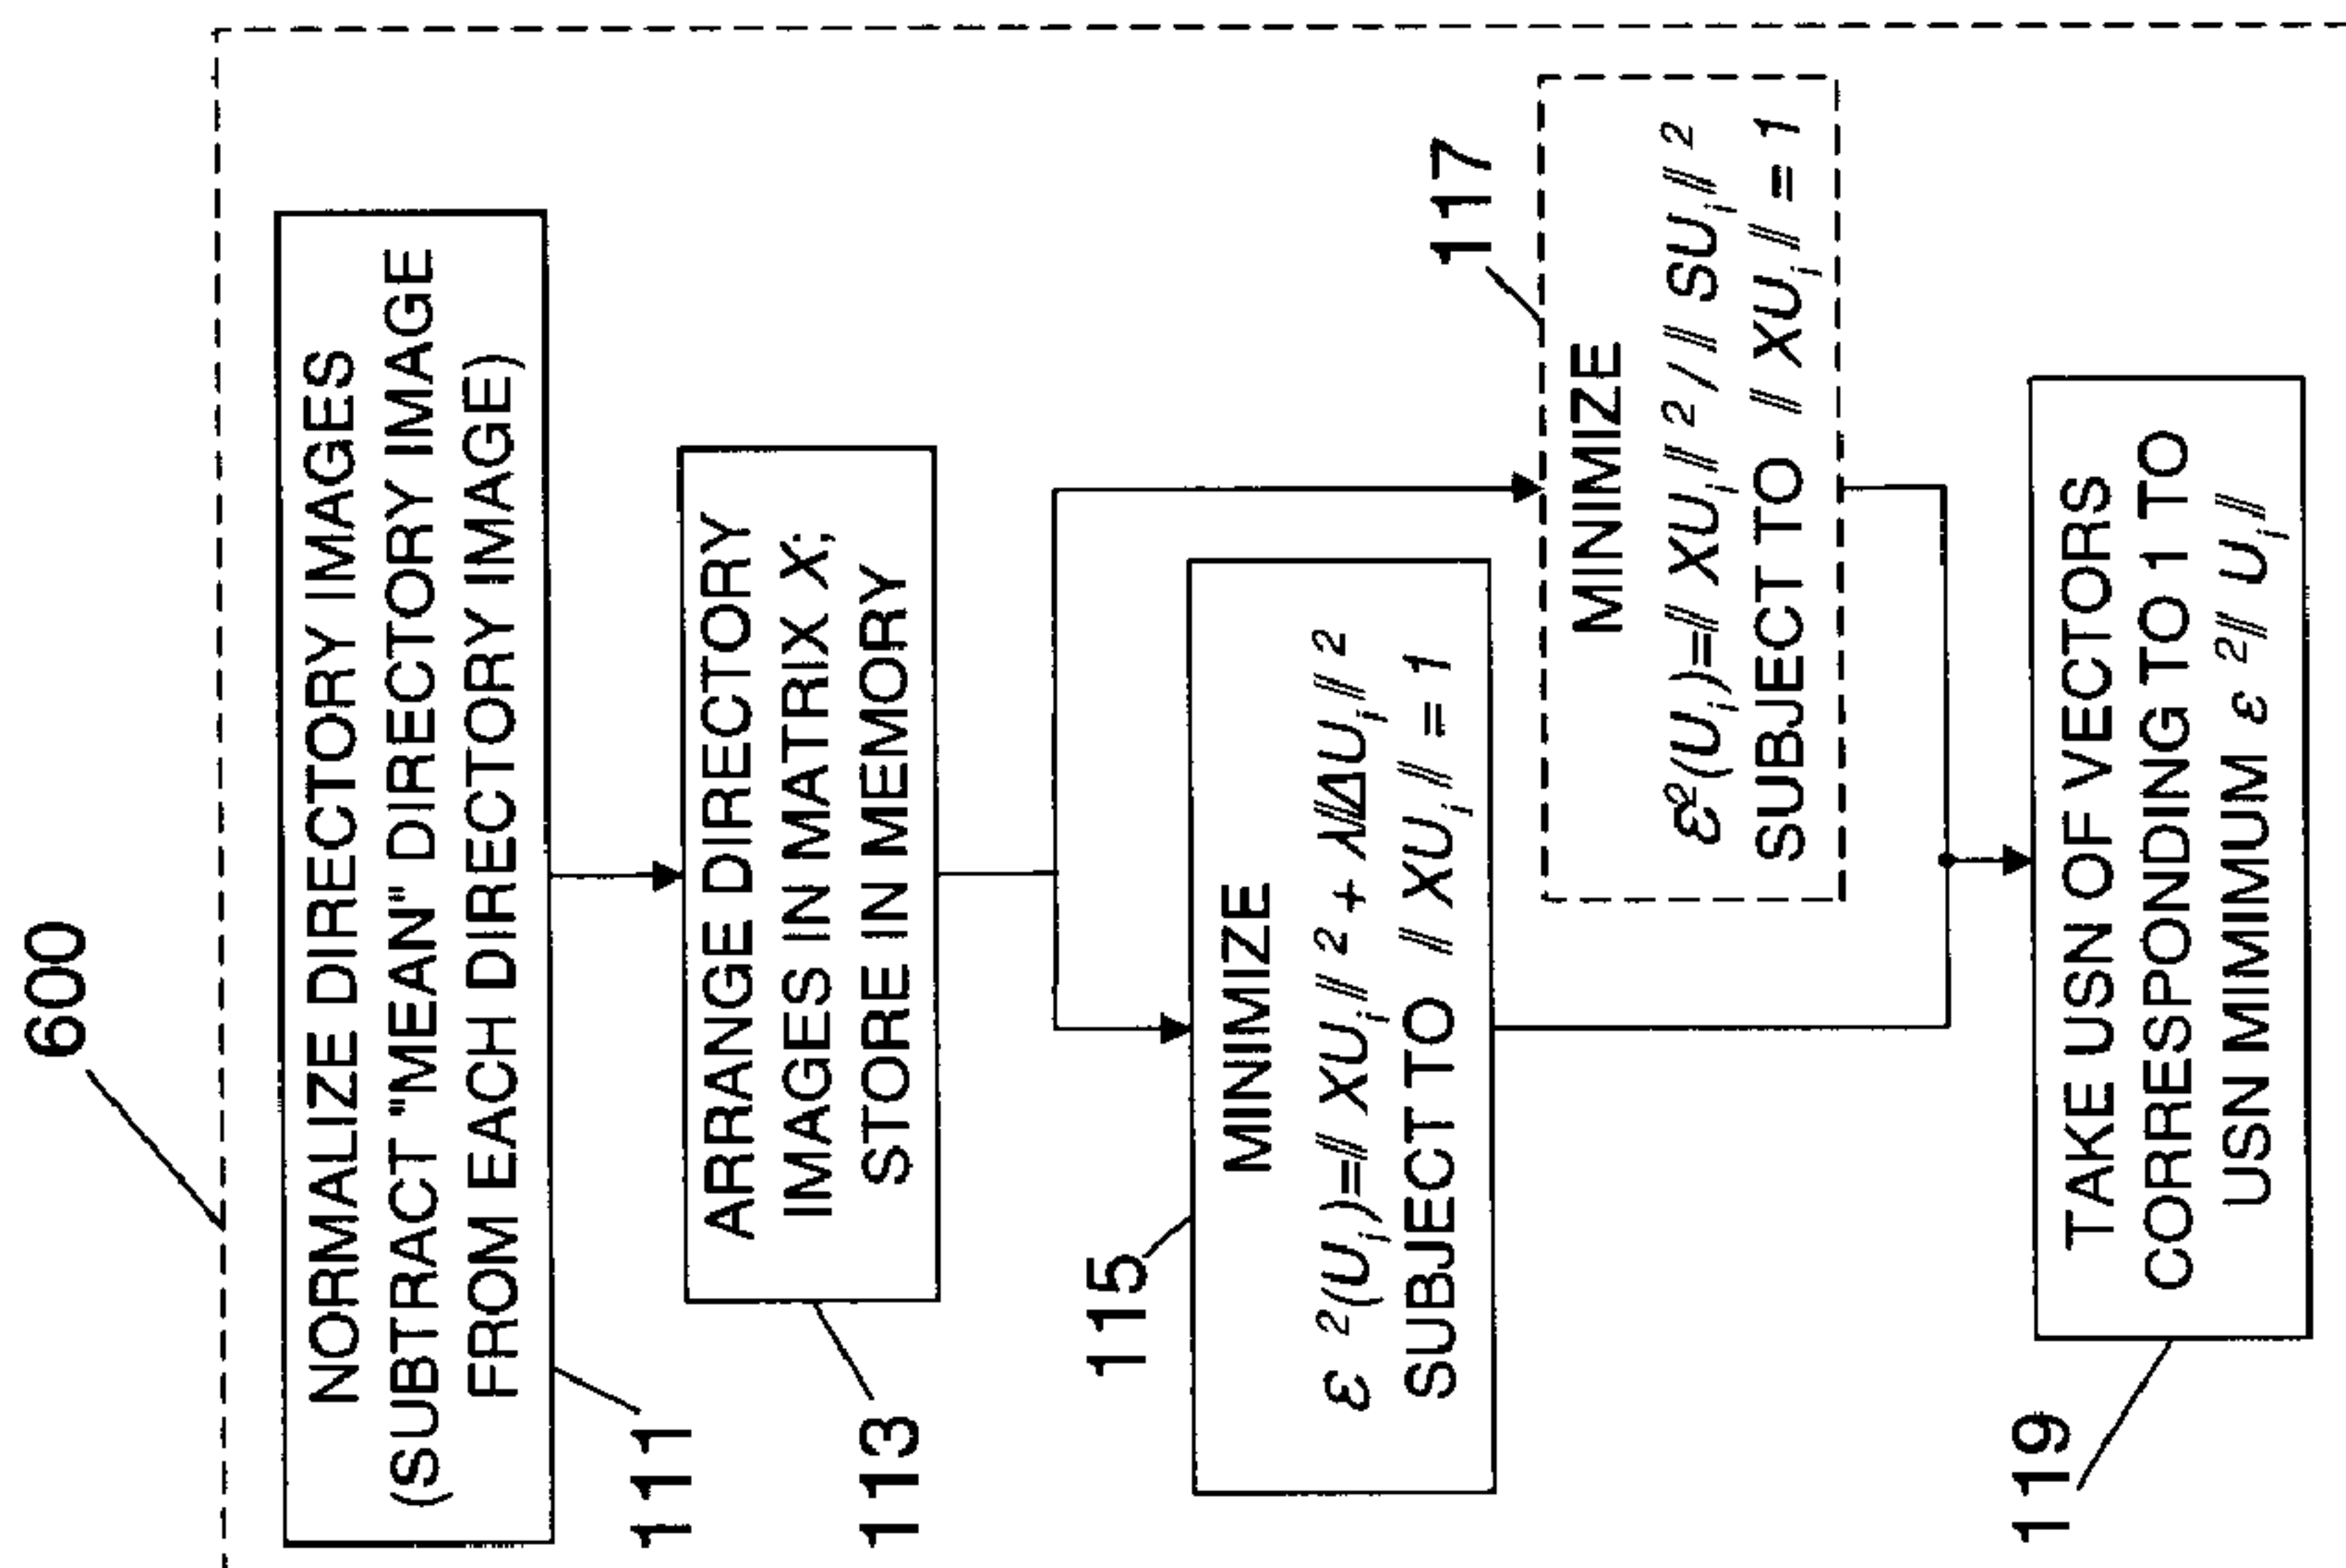 600
NORMALIZE DIRECTORY IMAGES
(SUBTRACT "MEAN" DIRECTORY IMAGE
FROM EACH DIRECTORY IMAGE)
111
ARRANGE DIRECTORY
IMAGES IN MATRIX X;
STORE IN MEMORY
113
115
MINIMIZE
ε ²(Uᵢ)=∥ XUᵢ∥ ² + λ∥ΔUᵢ∥ ²
SUBJECT TO ∥ XUᵢ∥ = 1
117
MINIMIZE
ε²(Uᵢ)=∥ XUᵢ∥ ² / ∥ SUᵢ∥ ²
SUBJECT TO ∥ XUᵢ∥ = 1
TAKE USN OF VECTORS
CORRESPONDING TO 1 TO
USN MIMIMUM ε ²∥ Uᵢ∥
119